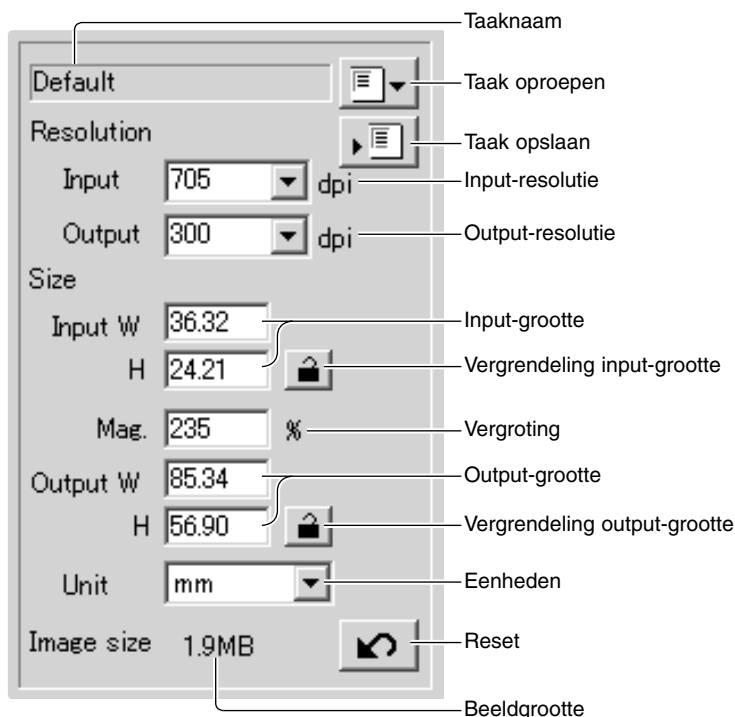 Taaknaam
Default
Taak oproepen
Resolution
Taak opslaan
Input 705 dpi
Input-resolutie
Output 300 dpi
Output-resolutie
Size
Input W 36.32
Input-grootte
H 24.21
Vergrendeling input-grootte
Mag. 235 %
Vergroting
Output W 85.34
Output-grootte
H 56.90
Vergrendeling output-grootte
Unit mm
Eenheden
Image size 1.9MB
Reset
Beeldgrootte